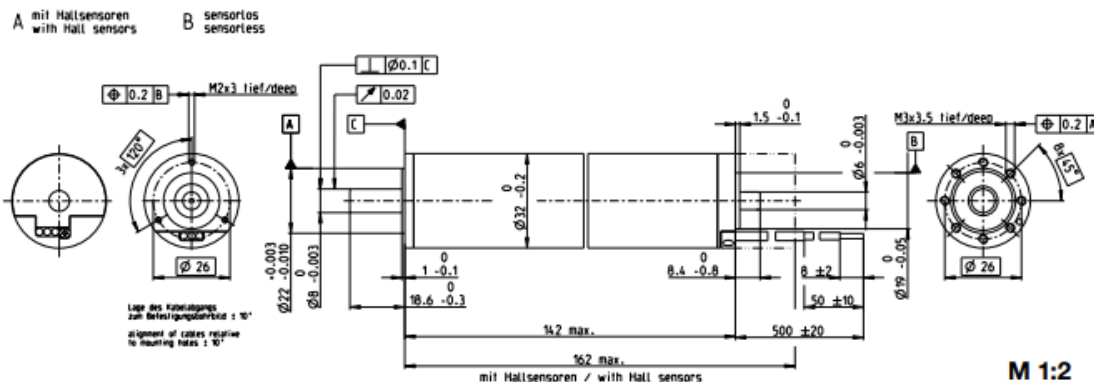 A mit Hallsensoren
with Hall sensors
B sensorlos
sensorless
⊥ Ø0.1 C
↗ 0.02
⌖ 0.2 B
M2x3 tief/deep
A
C
0
1.5 -0.1
M3x3.5 tief/deep
⌖ 0.2 A
3x 120°
0
Ø32 -0.2
0
Ø6 -0.003
B
8x 45°
Ø 26
+0.003
Ø22 -0.010
0
Ø8 -0.003
0
1 -0.1
0
18.6 -0.3
0
8.4 -0.8
8 ±2
50 ±10
0
Ø19 -0.05
Ø 26
Lage des Kabelabgangs
zum Befestigungsbohrbild ± 10°
alignment of cables relative
to mounting holes ± 10°
142 max.
500 ±20
162 max.
mit Hallsensoren / with Hall sensors
M 1:2